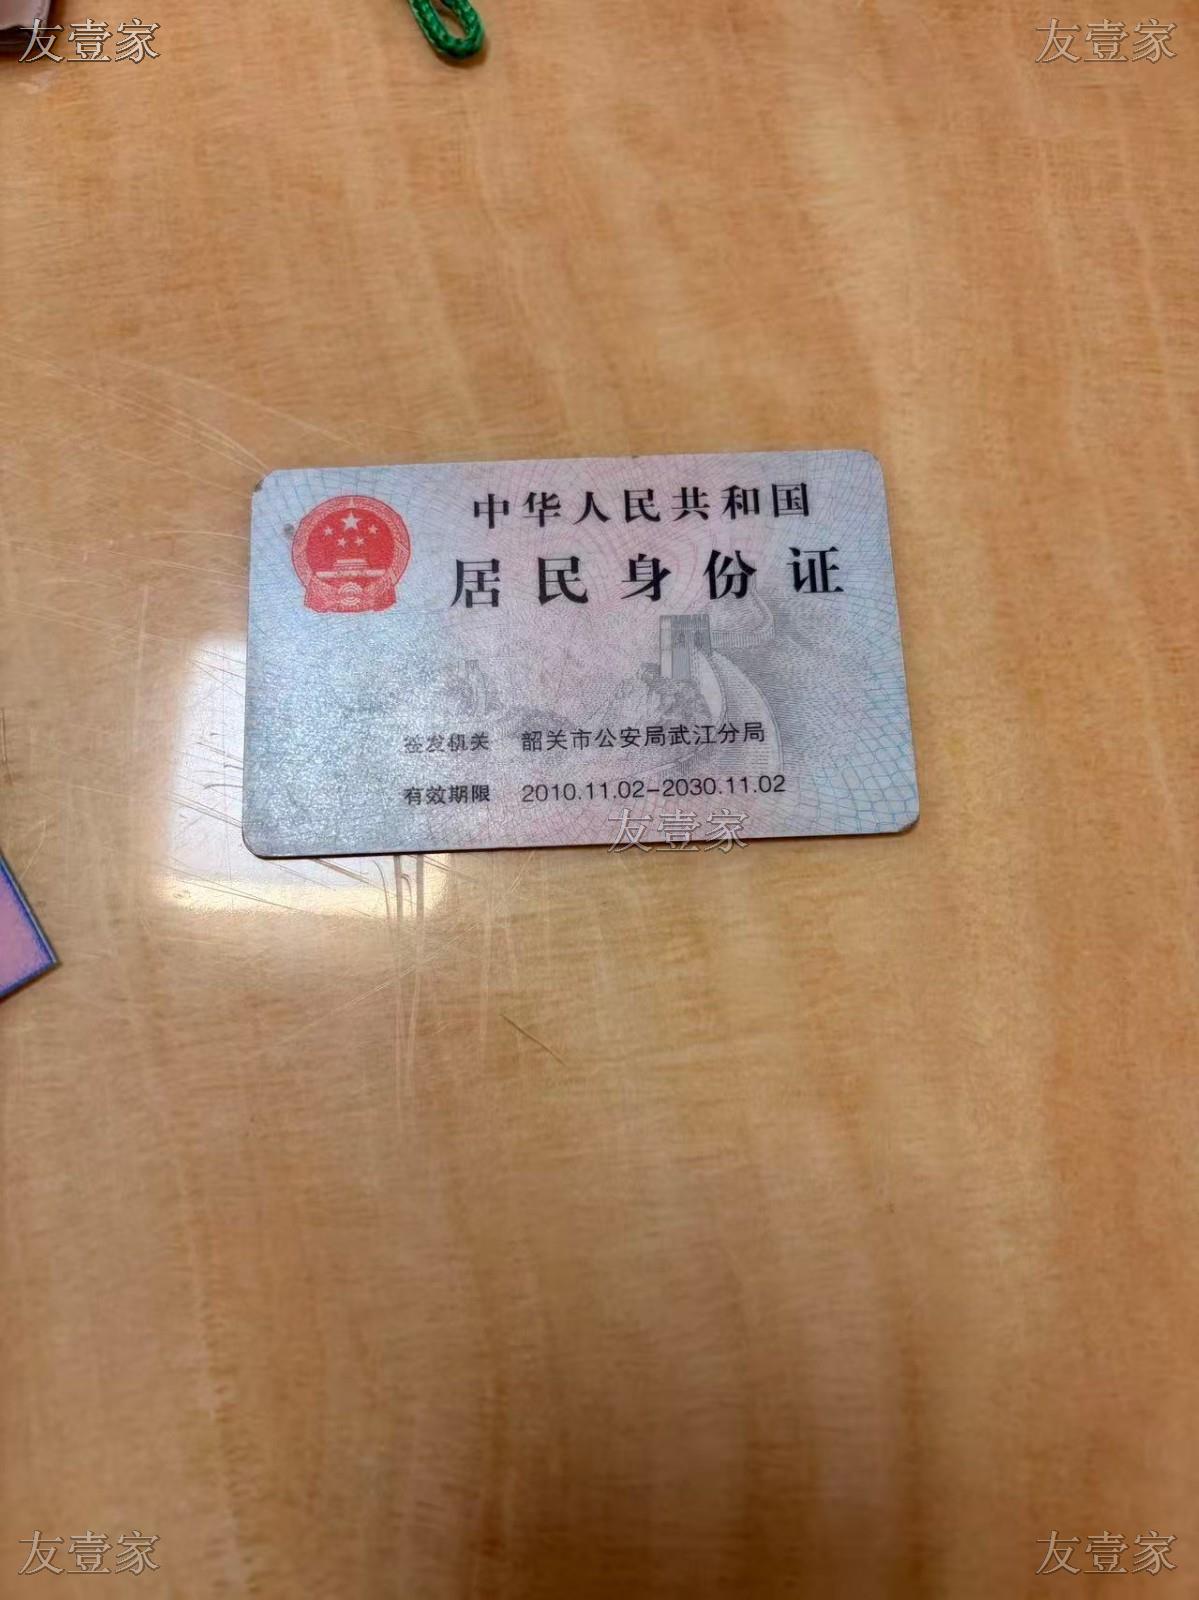 友壹家 友壹家
中华人民共和国
居民身份证
签发机关 韶关市公安局武江分局
有效期限 2010.11.02-2030.11.02
友壹家
友壹家 友壹家